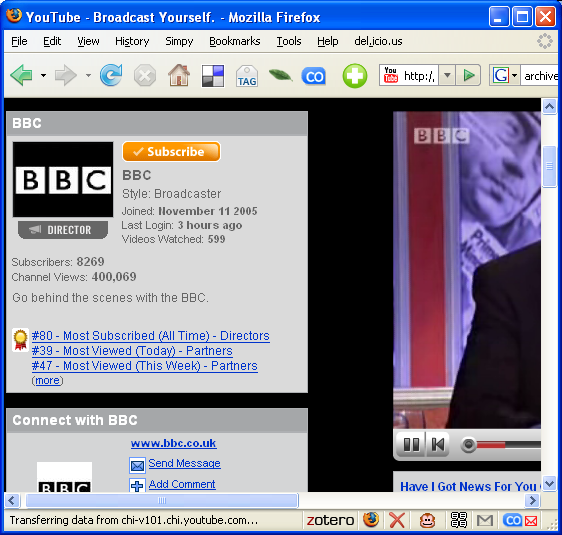 YouTube - Broadcast Yourself. - Mozilla Firefox
File Edit View History Simpy Bookmarks Tools Help del.icio.us
TAG CO You Tube http:/, G archive
BBC
BBC
Subscribe
BBC
Style: Broadcaster
Joined: November 11 2005
Last Login: 3 hours ago
Videos Watched: 599
DIRECTOR
Subscribers: 8269
Channel Views: 400,069
Go behind the scenes with the BBC.
#80 - Most Subscribed (All Time) - Directors
#39 - Most Viewed (Today) - Partners
#47 - Most Viewed (This Week) - Partners
(more)
Connect with BBC
www.bbc.co.uk
Send Message
Add Comment
BBC
BBC
Have I Got News For You
Transferring data from chi-v101.chi.youtube.com... zotero CO